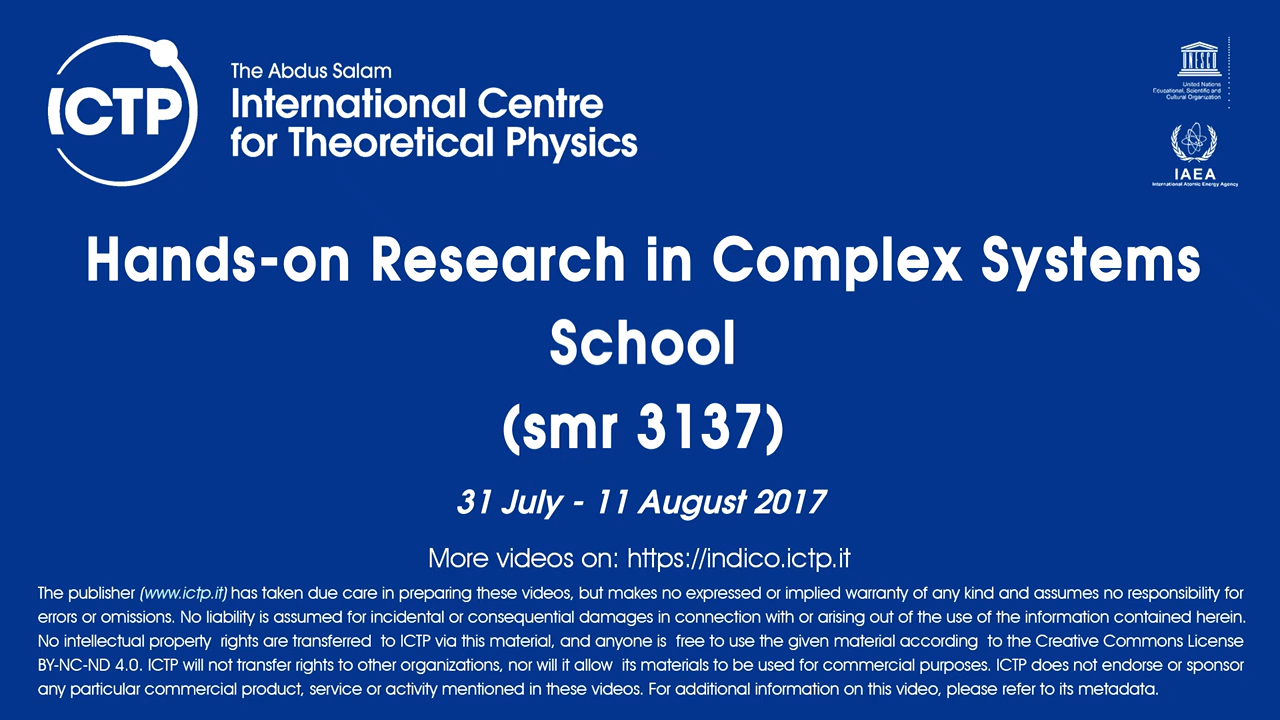 ICTP
The Abdus Salam
International Centre
for Theoretical Physics
UNESCO
United Nations
Educational, Scientific and
Cultural Organization
IAEA
International Atomic Energy Agency
Hands-on Research in Complex Systems
School
(smr 3137)
31 July - 11 August 2017
More videos on: https://indico.ictp.it
The publisher (www.ictp.it) has taken due care in preparing these videos, but makes no expressed or implied warranty of any kind and assumes no responsibility for
errors or omissions. No liability is assumed for incidental or consequential damages in connection with or arising out of the use of the information contained herein.
No intellectual property rights are transferred to ICTP via this material, and anyone is free to use the given material according to the Creative Commons License
BY-NC-ND 4.0. ICTP will not transfer rights to other organizations, nor will it allow its materials to be used for commercial purposes. ICTP does not endorse or sponsor
any particular commercial product, service or activity mentioned in these videos. For additional information on this video, please refer to its metadata.